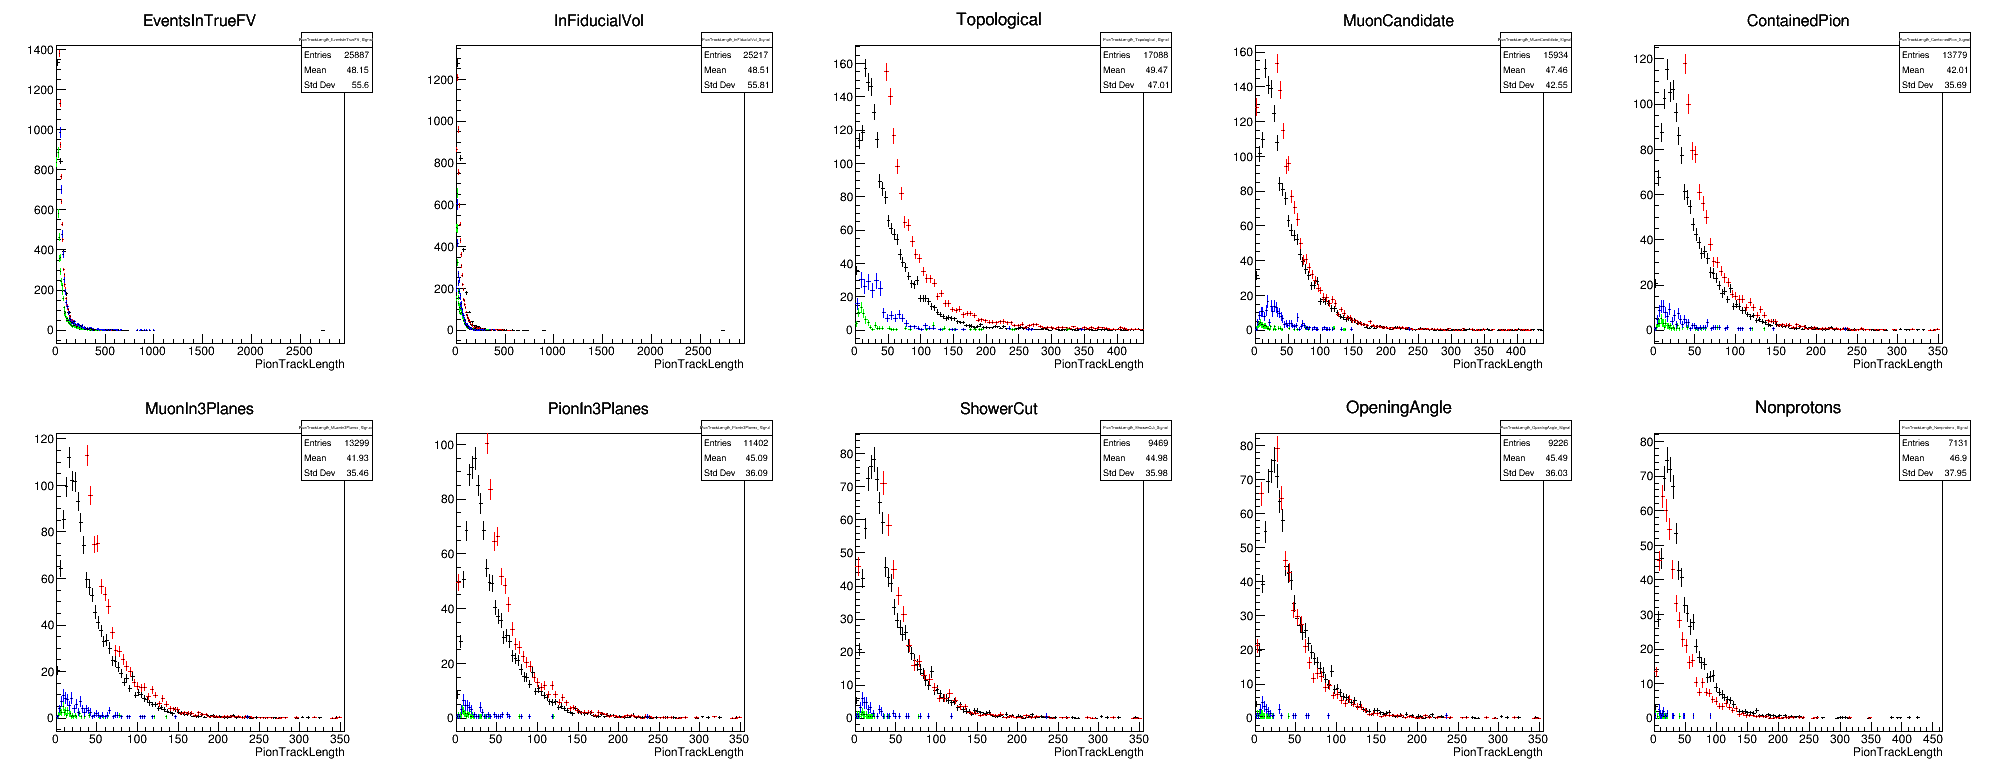 EventsInTrueFV
PionTrackLength_EventsInTrueFV_Signal
Entries 25887
Mean 48.15
Std Dev 55.6
1400
1200
1000
800
600
400
200
0
0 500 1000 1500 2000 2500
PionTrackLength
InFiducialVol
PionTrackLength_InFiducialVol_Signal
Entries 25217
Mean 48.51
Std Dev 55.81
1200
1000
800
600
400
200
0
0 500 1000 1500 2000 2500
PionTrackLength
Topological
PionTrackLength_Topological_Signal
Entries 17088
Mean 49.47
Std Dev 47.01
160
140
120
100
80
60
40
20
0
0 50 100 150 200 250 300 350 400
PionTrackLength
MuonCandidate
PionTrackLength_MuonCandidate_Signal
Entries 15934
Mean 47.46
Std Dev 42.55
160
140
120
100
80
60
40
20
0
0 50 100 150 200 250 300 350 400
PionTrackLength
ContainedPion
PionTrackLength_ContainedPion_Signal
Entries 13779
Mean 42.01
Std Dev 35.69
120
100
80
60
40
20
0
0 50 100 150 200 250 300 350
PionTrackLength
MuonIn3Planes
PionTrackLength_MuonIn3Planes_Signal
Entries 13299
Mean 41.93
Std Dev 35.46
120
100
80
60
40
20
0
0 50 100 150 200 250 300 350
PionTrackLength
PionIn3Planes
PionTrackLength_PionIn3Planes_Signal
Entries 11402
Mean 45.09
Std Dev 36.09
100
80
60
40
20
0
0 50 100 150 200 250 300 350
PionTrackLength
ShowerCut
PionTrackLength_ShowerCut_Signal
Entries 9469
Mean 44.98
Std Dev 35.98
80
70
60
50
40
30
20
10
0
0 50 100 150 200 250 300 350
PionTrackLength
OpeningAngle
PionTrackLength_OpeningAngle_Signal
Entries 9226
Mean 45.49
Std Dev 36.03
80
70
60
50
40
30
20
10
0
0 50 100 150 200 250 300 350
PionTrackLength
Nonprotons
PionTrackLength_Nonprotons_Signal
Entries 7131
Mean 46.9
Std Dev 37.95
80
70
60
50
40
30
20
10
0
0 50 100 150 200 250 300 350 400 450
PionTrackLength